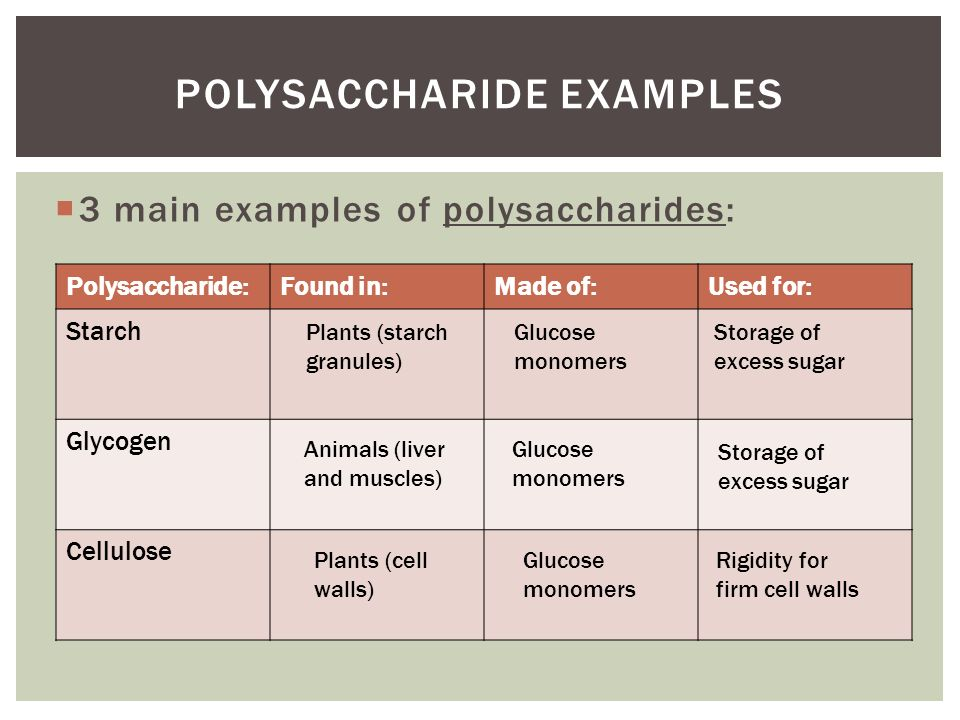 POLYSACCHARIDE EXAMPLES
3 main examples of polysaccharides:
Polysaccharide: Found in: Made of: Used for:
Starch
Plants (starch granules)
Glucose monomers
Storage of excess sugar
Glycogen
Animals (liver and muscles)
Glucose monomers
Storage of excess sugar
Cellulose
Plants (cell walls)
Glucose monomers
Rigidity for firm cell walls